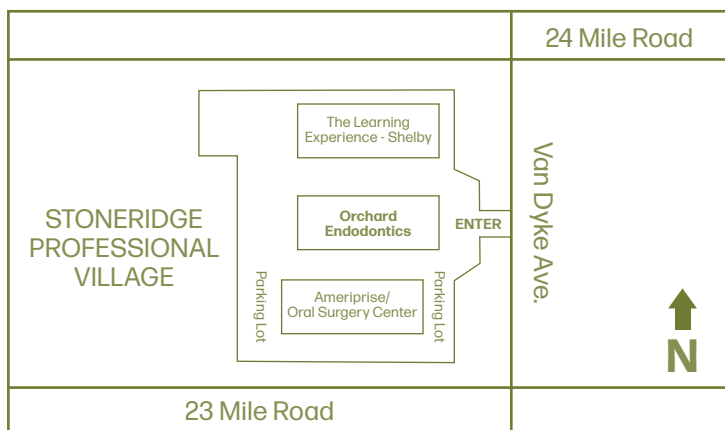 24 Mile Road
The Learning
Experience - Shelby
STONERIDGE
PROFESSIONAL
VILLAGE
Orchard
Endodontics
ENTER
Van Dyke Ave.
Parking Lot
Ameriprise/
Oral Surgery Center
Parking Lot
N
23 Mile Road